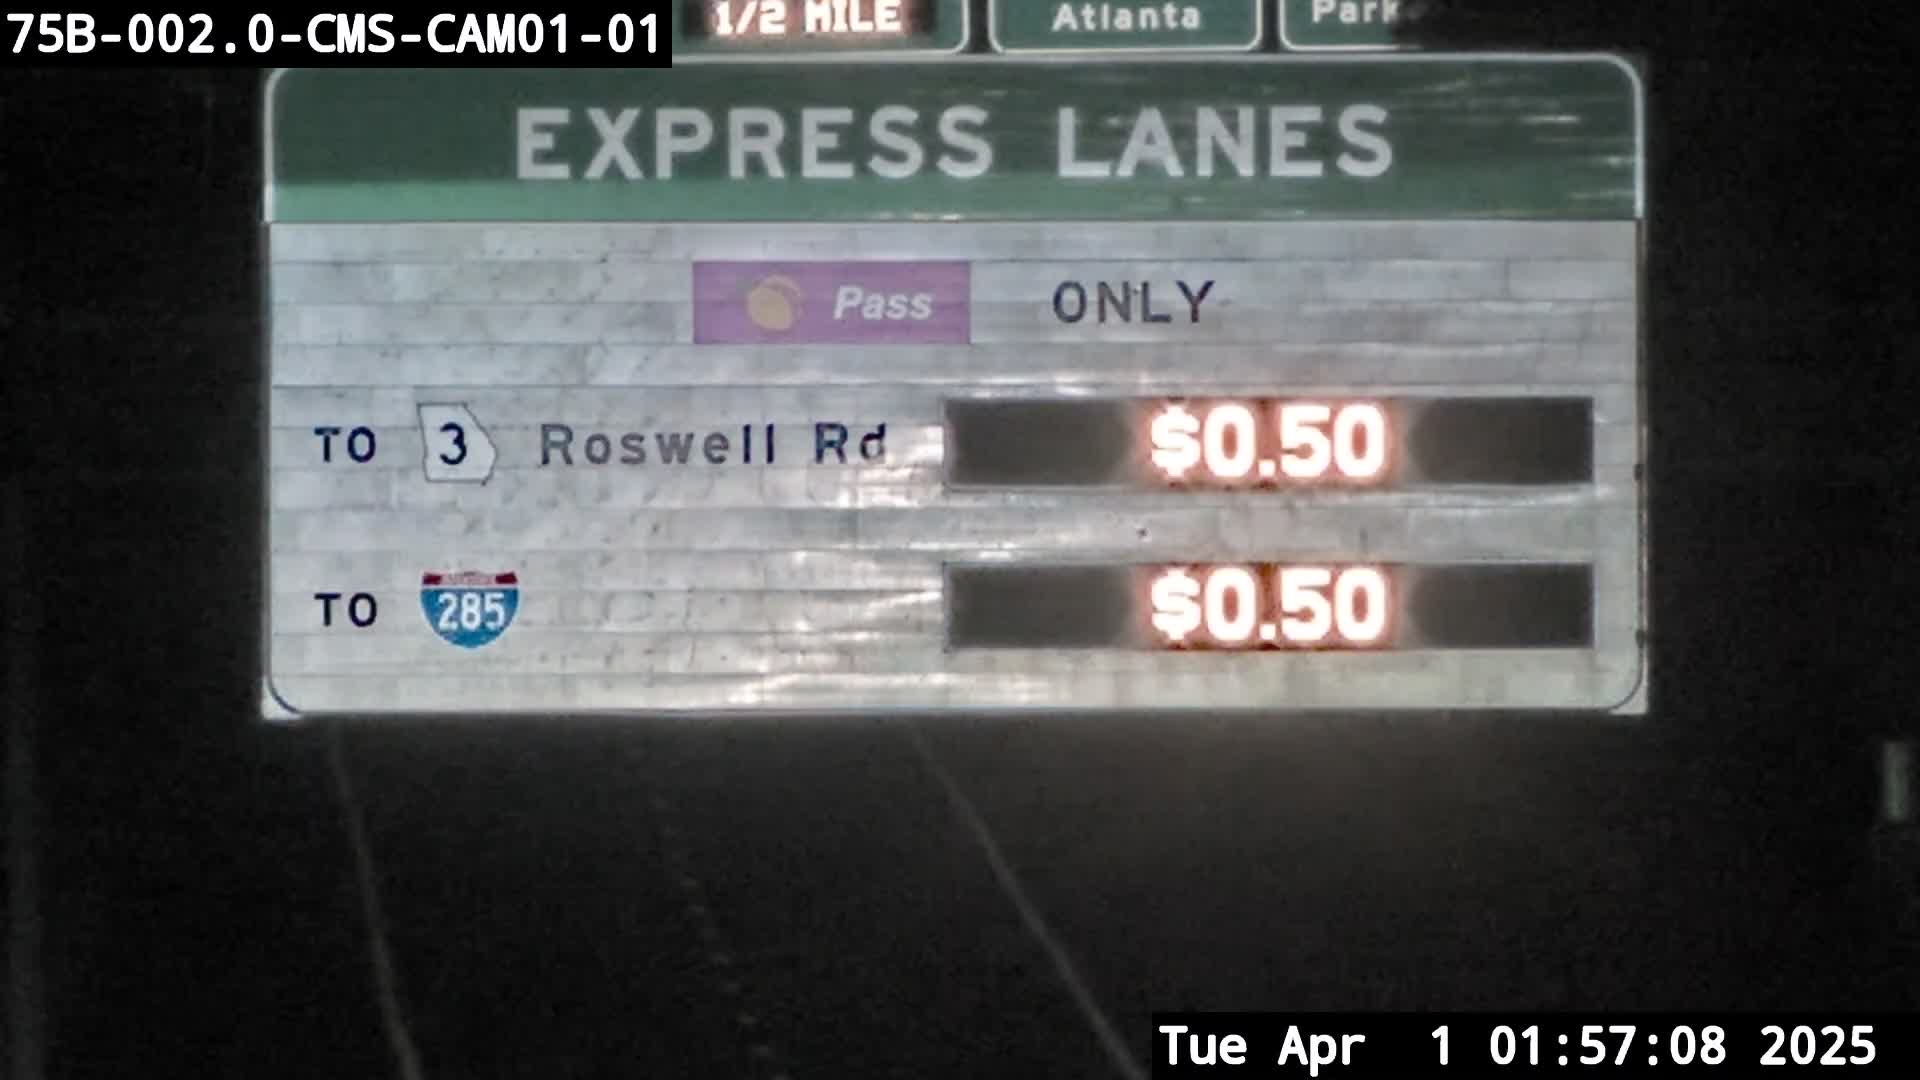 75B-002.0-CMS-CAM01-01
1/2 MILE
Atlanta
Park
EXPRESS LANES
Pass ONLY
TO 3 Roswell Rd $0.50
TO 285 $0.50
Tue Apr 1 01:57:08 2025